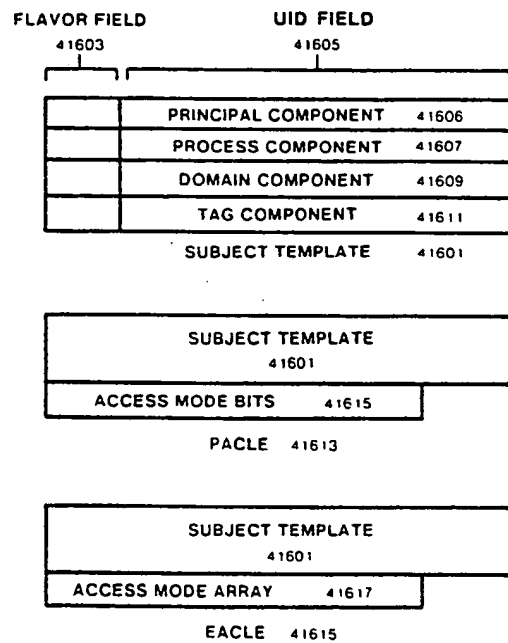 FLAVOR FIELD UID FIELD
41603 41605
PRINCIPAL COMPONENT 41606
PROCESS COMPONENT 41607
DOMAIN COMPONENT 41609
TAG COMPONENT 41611
SUBJECT TEMPLATE 41601
SUBJECT TEMPLATE
41601
ACCESS MODE BITS 41615
PACLE 41613
SUBJECT TEMPLATE
41601
ACCESS MODE ARRAY 41617
EACLE 41615